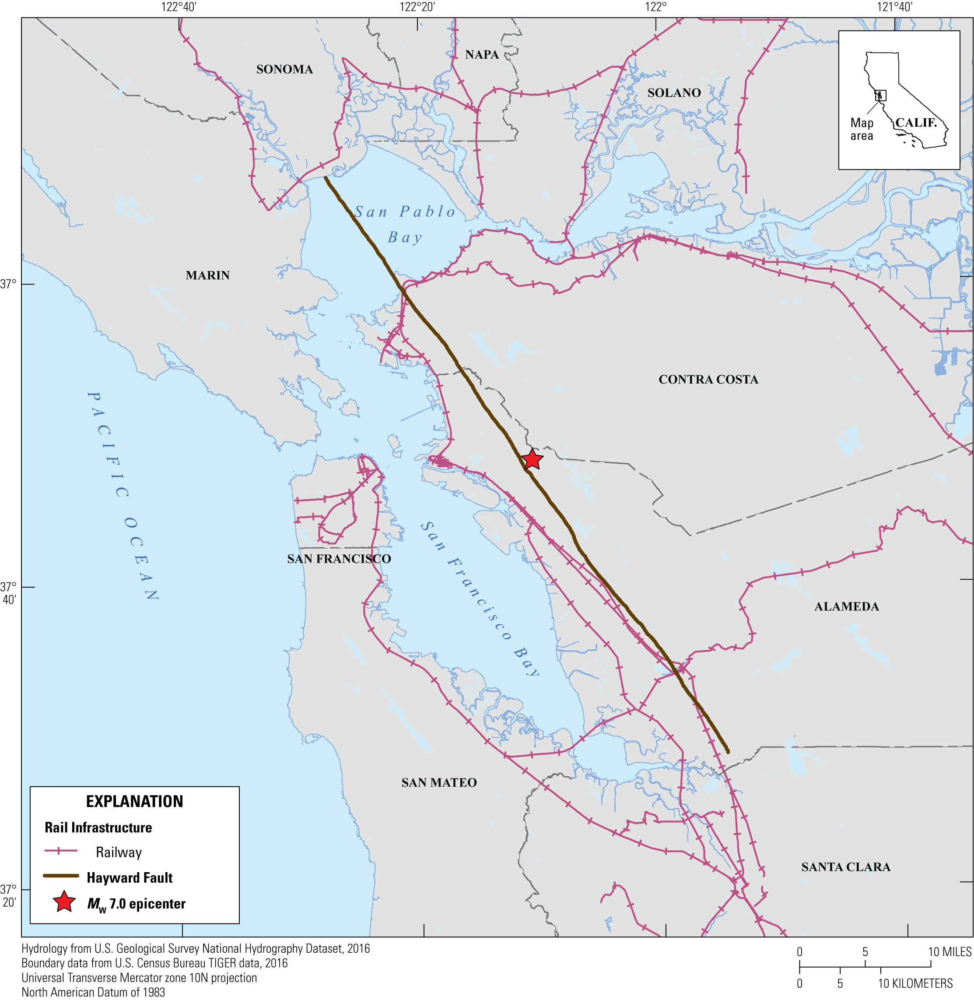 122°40'
122°20'
122°
121°40'
NAPA
SONOMA
SOLANO
Map
area
CALIF.
San Pablo
Bay
MARIN
37°
CONTRA COSTA
PACIFIC OCEAN
San Francisco Bay
SAN FRANCISCO
37°
40'
ALAMEDA
SAN MATEO
SANTA CLARA
37°
20'
EXPLANATION
Rail Infrastructure
Railway
Hayward Fault
Mw 7.0 epicenter
Hydrology from U.S. Geological Survey National Hydrography Dataset, 2016
Boundary data from U.S. Census Bureau TIGER data, 2016
Universal Transverse Mercator zone 10N projection
North American Datum of 1983
0 5 10 MILES
0 5 10 KILOMETERS